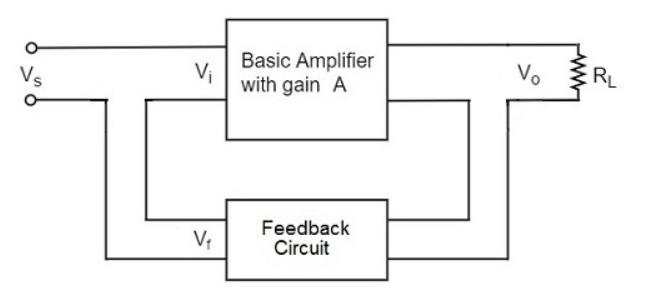 Vs
Vi
Basic Amplifier
with gain A
Vo
RL
Vf
Feedback
Circuit